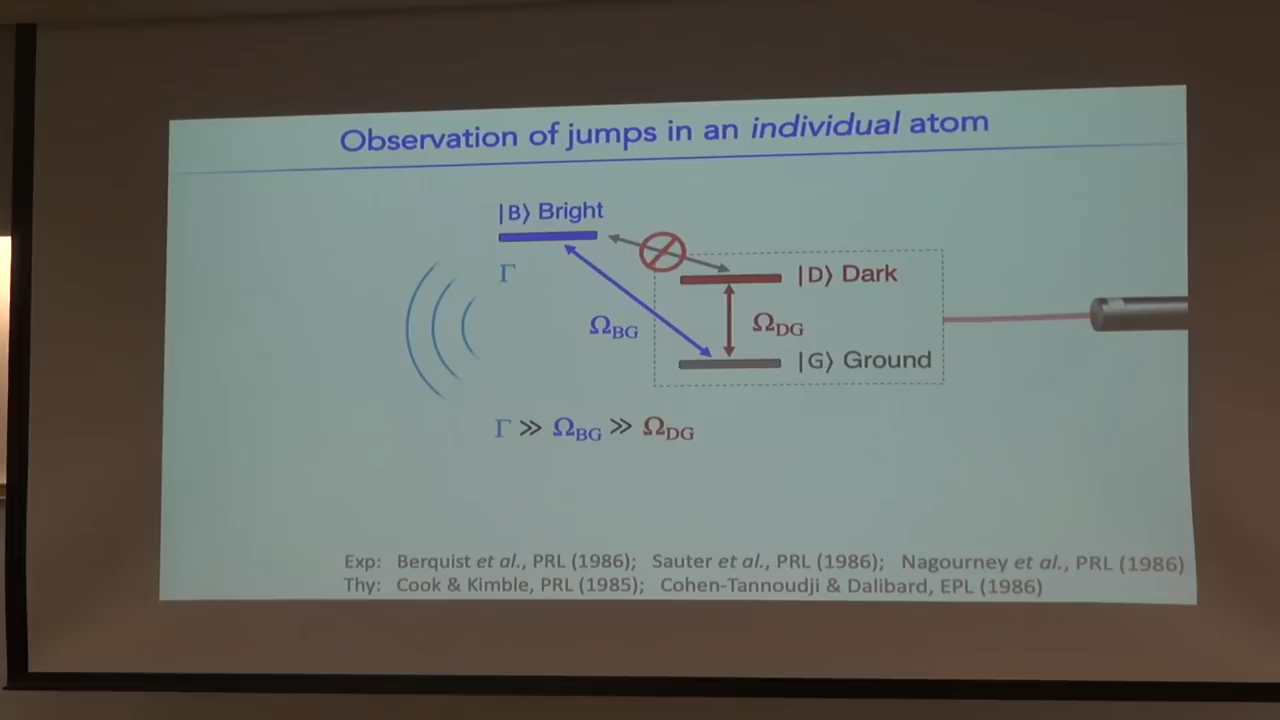 Observation of jumps in an individual atom
|B⟩ Bright
Γ
|D⟩ Dark
Ω_BG
Ω_DG
|G⟩ Ground
Γ ≫ Ω_BG ≫ Ω_DG
Exp: Berquist et al., PRL (1986); Sauter et al., PRL (1986); Nagourney et al., PRL (1986)
Thy: Cook & Kimble, PRL (1985); Cohen-Tannoudji & Dalibard, EPL (1986)